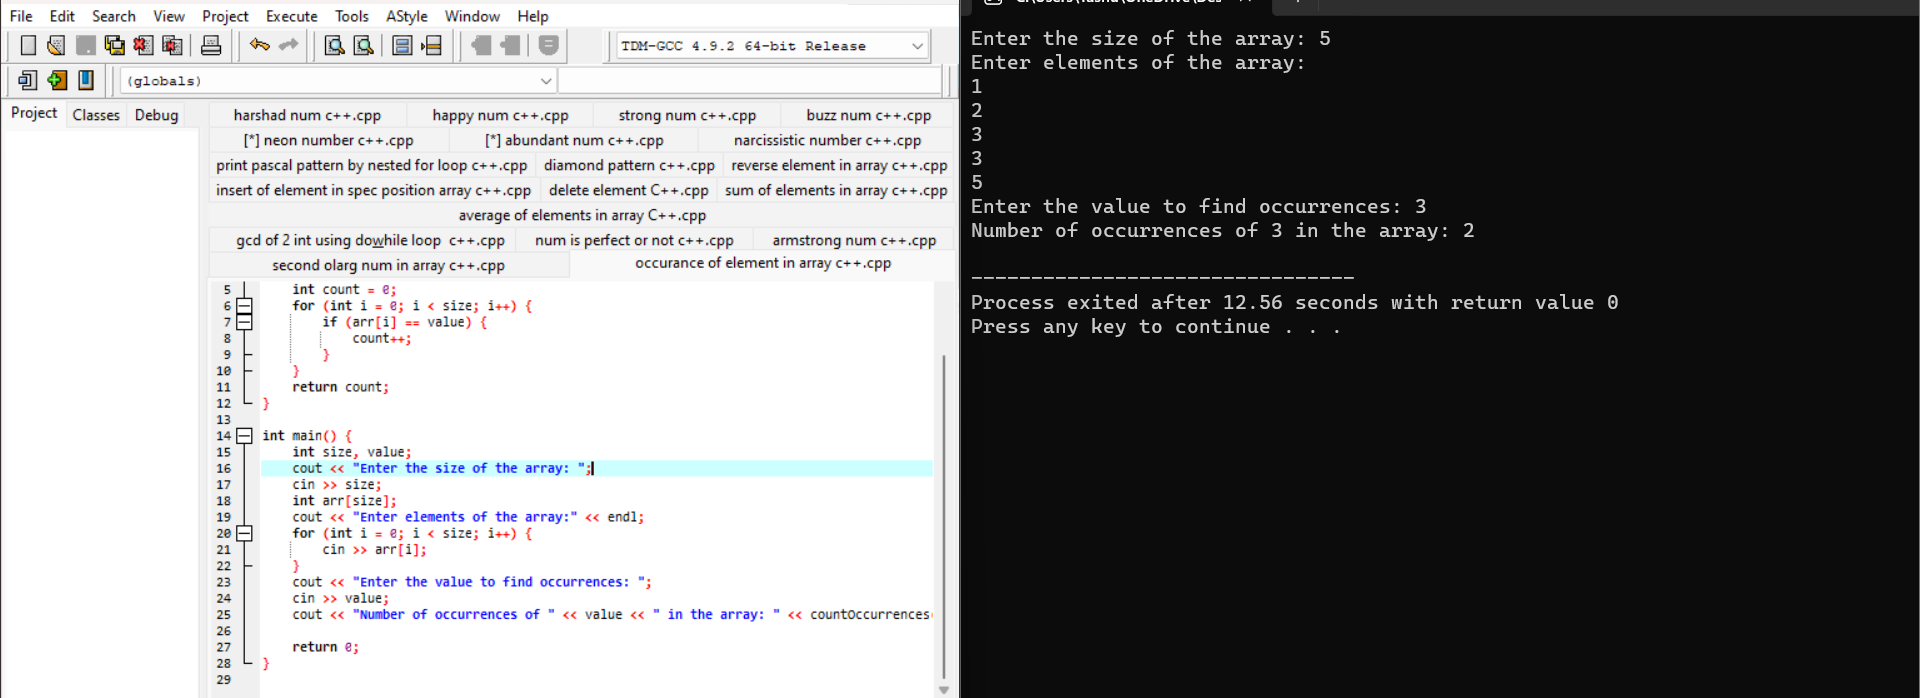 File Edit Search View Project Execute Tools AStyle Window Help
TDM-GCC 4.9.2 64-bit Release
(globals)
Project Classes Debug
harshad num c++.cpp happy num c++.cpp strong num c++.cpp buzz num c++.cpp
[*] neon number c++.cpp [*] abundant num c++.cpp narcissistic number c++.cpp
print pascal pattern by nested for loop c++.cpp diamond pattern c++.cpp reverse element in array c++.cpp
insert of element in spec position array c++.cpp delete element C++.cpp sum of elements in array c++.cpp
average of elements in array C++.cpp
gcd of 2 int using dowhile loop c++.cpp num is perfect or not c++.cpp armstrong num c++.cpp
second olarg num in array c++.cpp occurance of element in array c++.cpp
5 int count = 0;
6 for (int i = 0; i < size; i++) {
7 if (arr[i] == value) {
8 count++;
9 }
10 }
11 return count;
12 }
13
14 int main() {
15 int size, value;
16 cout << "Enter the size of the array: ";
17 cin >> size;
18 int arr[size];
19 cout << "Enter elements of the array:" << endl;
20 for (int i = 0; i < size; i++) {
21 cin >> arr[i];
22 }
23 cout << "Enter the value to find occurrences: ";
24 cin >> value;
25 cout << "Number of occurrences of " << value << " in the array: " << countOccurrences
26
27 return 0;
28 }
29
Enter the size of the array: 5
Enter elements of the array:
1
2
3
3
5
Enter the value to find occurrences: 3
Number of occurrences of 3 in the array: 2
--------------------------------
Process exited after 12.56 seconds with return value 0
Press any key to continue . . .